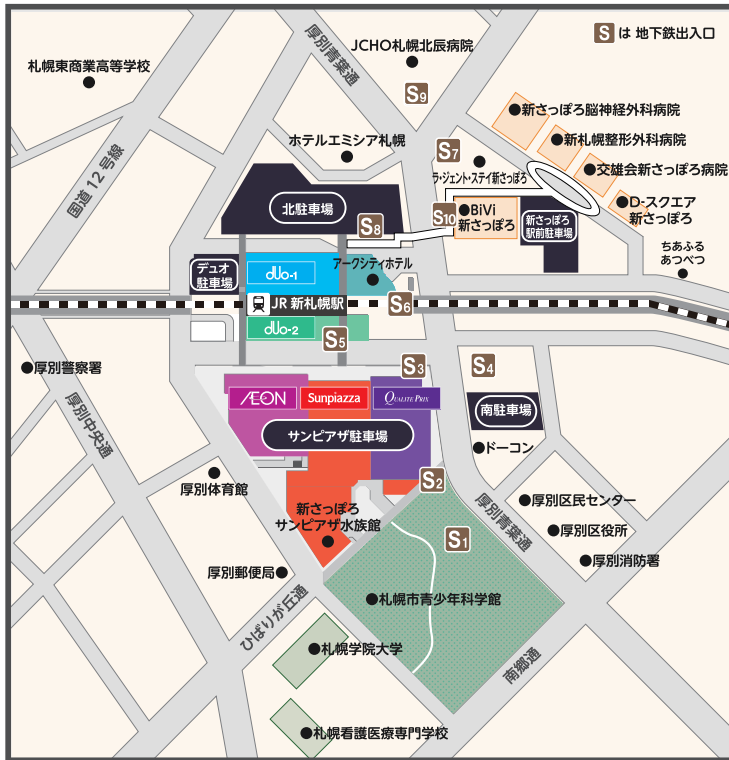 S は 地下鉄出入口
厚別青葉通
JCHO札幌北辰病院
札幌東商業高等学校
S9
新さっぽろ脳神経外科病院
ホテルエミシア札幌
新札幌整形外科病院
S7
ラ・ジェント・ステイ新さっぽろ
交雄会新さっぽろ病院
国道12号線
北駐車場
S10
BiVi
新さっぽろ
新さっぽろ
駅前駐車場
D-スクエア
新さっぽろ
S8
ちあふる
あつべつ
デュオ
駐車場
duo-1
アークシティホテル
JR 新札幌駅
S6
duo-2
S5
厚別警察署
S3
S4
ÆON
Sunpiazza
QUALITE PRIX
南駐車場
サンピアザ駐車場
厚別中央通
ドーコン
厚別体育館
S2
新さっぽろ
サンピアザ水族館
厚別青葉通
厚別区民センター
S1
厚別区役所
厚別消防署
厚別郵便局
札幌市青少年科学館
ひばりが丘通
札幌学院大学
南郷通
札幌看護医療専門学校